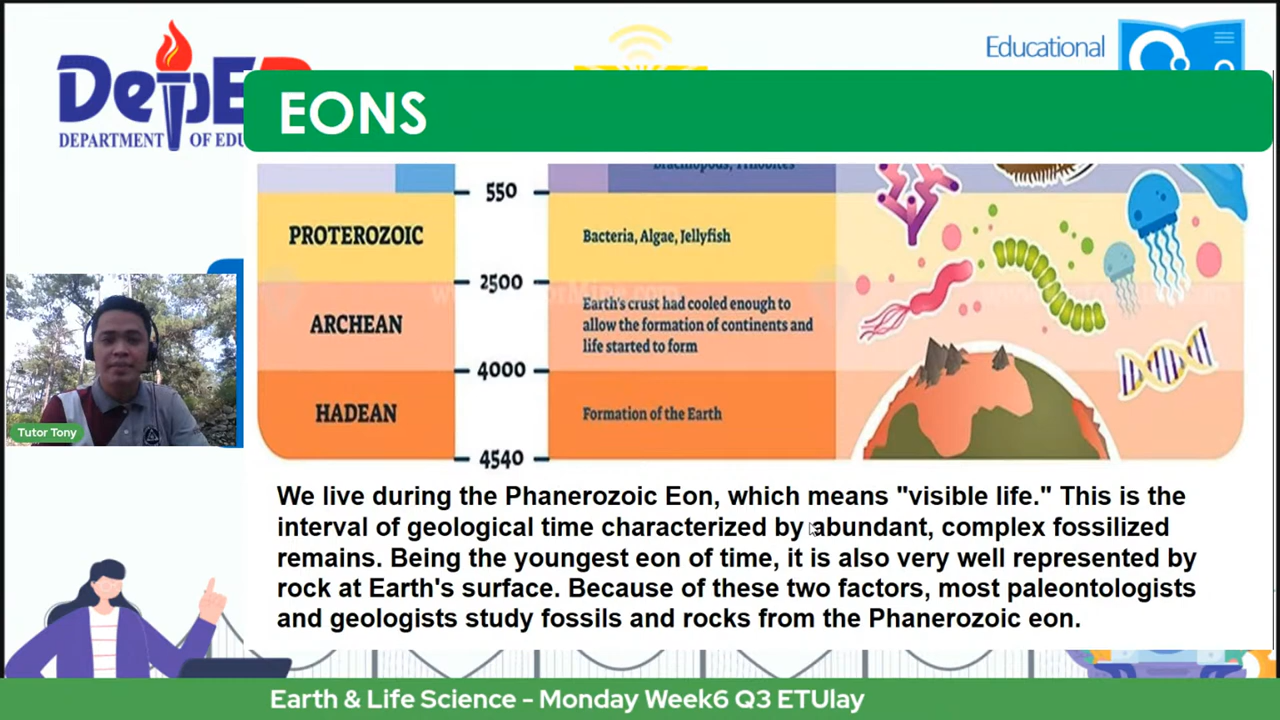 DepE
DEPARTMENT OF EDU
Educational
EONS
Brachiopods, Trilobites
550
PROTEROZOIC
Bacteria, Algae, Jellyfish
2500
ARCHEAN
Earth's crust had cooled enough to
allow the formation of continents and
life started to form
4000
HADEAN
Formation of the Earth
4540
Tutor Tony
We live during the Phanerozoic Eon, which means "visible life." This is the
interval of geological time characterized by abundant, complex fossilized
remains. Being the youngest eon of time, it is also very well represented by
rock at Earth's surface. Because of these two factors, most paleontologists
and geologists study fossils and rocks from the Phanerozoic eon.
Earth & Life Science - Monday Week6 Q3 ETUlay